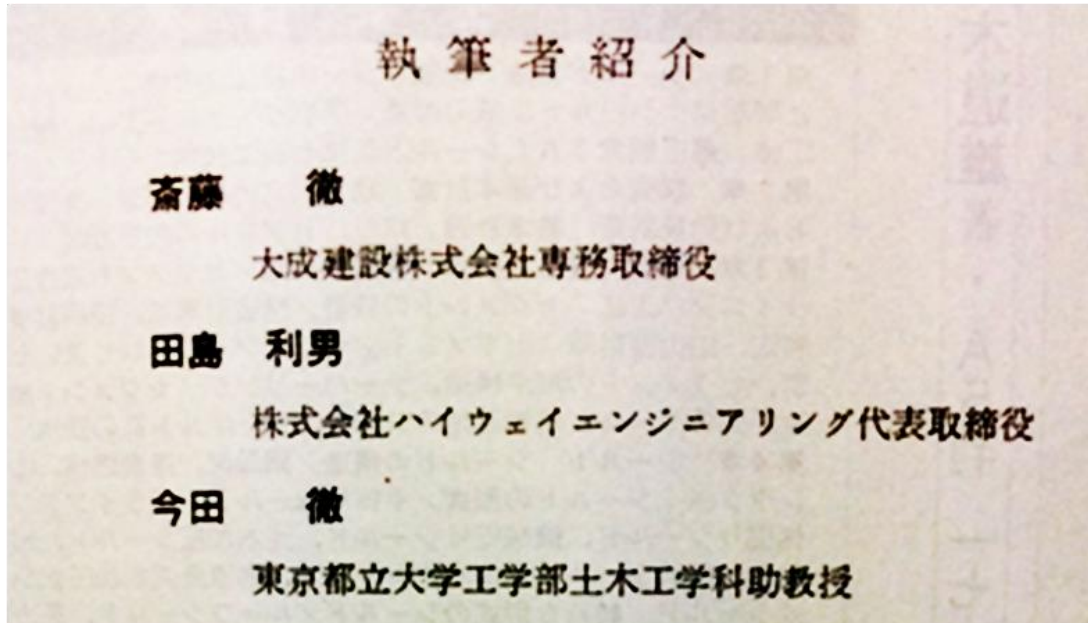 執筆者紹介
斎藤　徹
大成建設株式会社専務取締役
田島　利男
株式会社ハイウェイエンジニアリング代表取締役
今田　徹
東京都立大学工学部土木工学科助教授